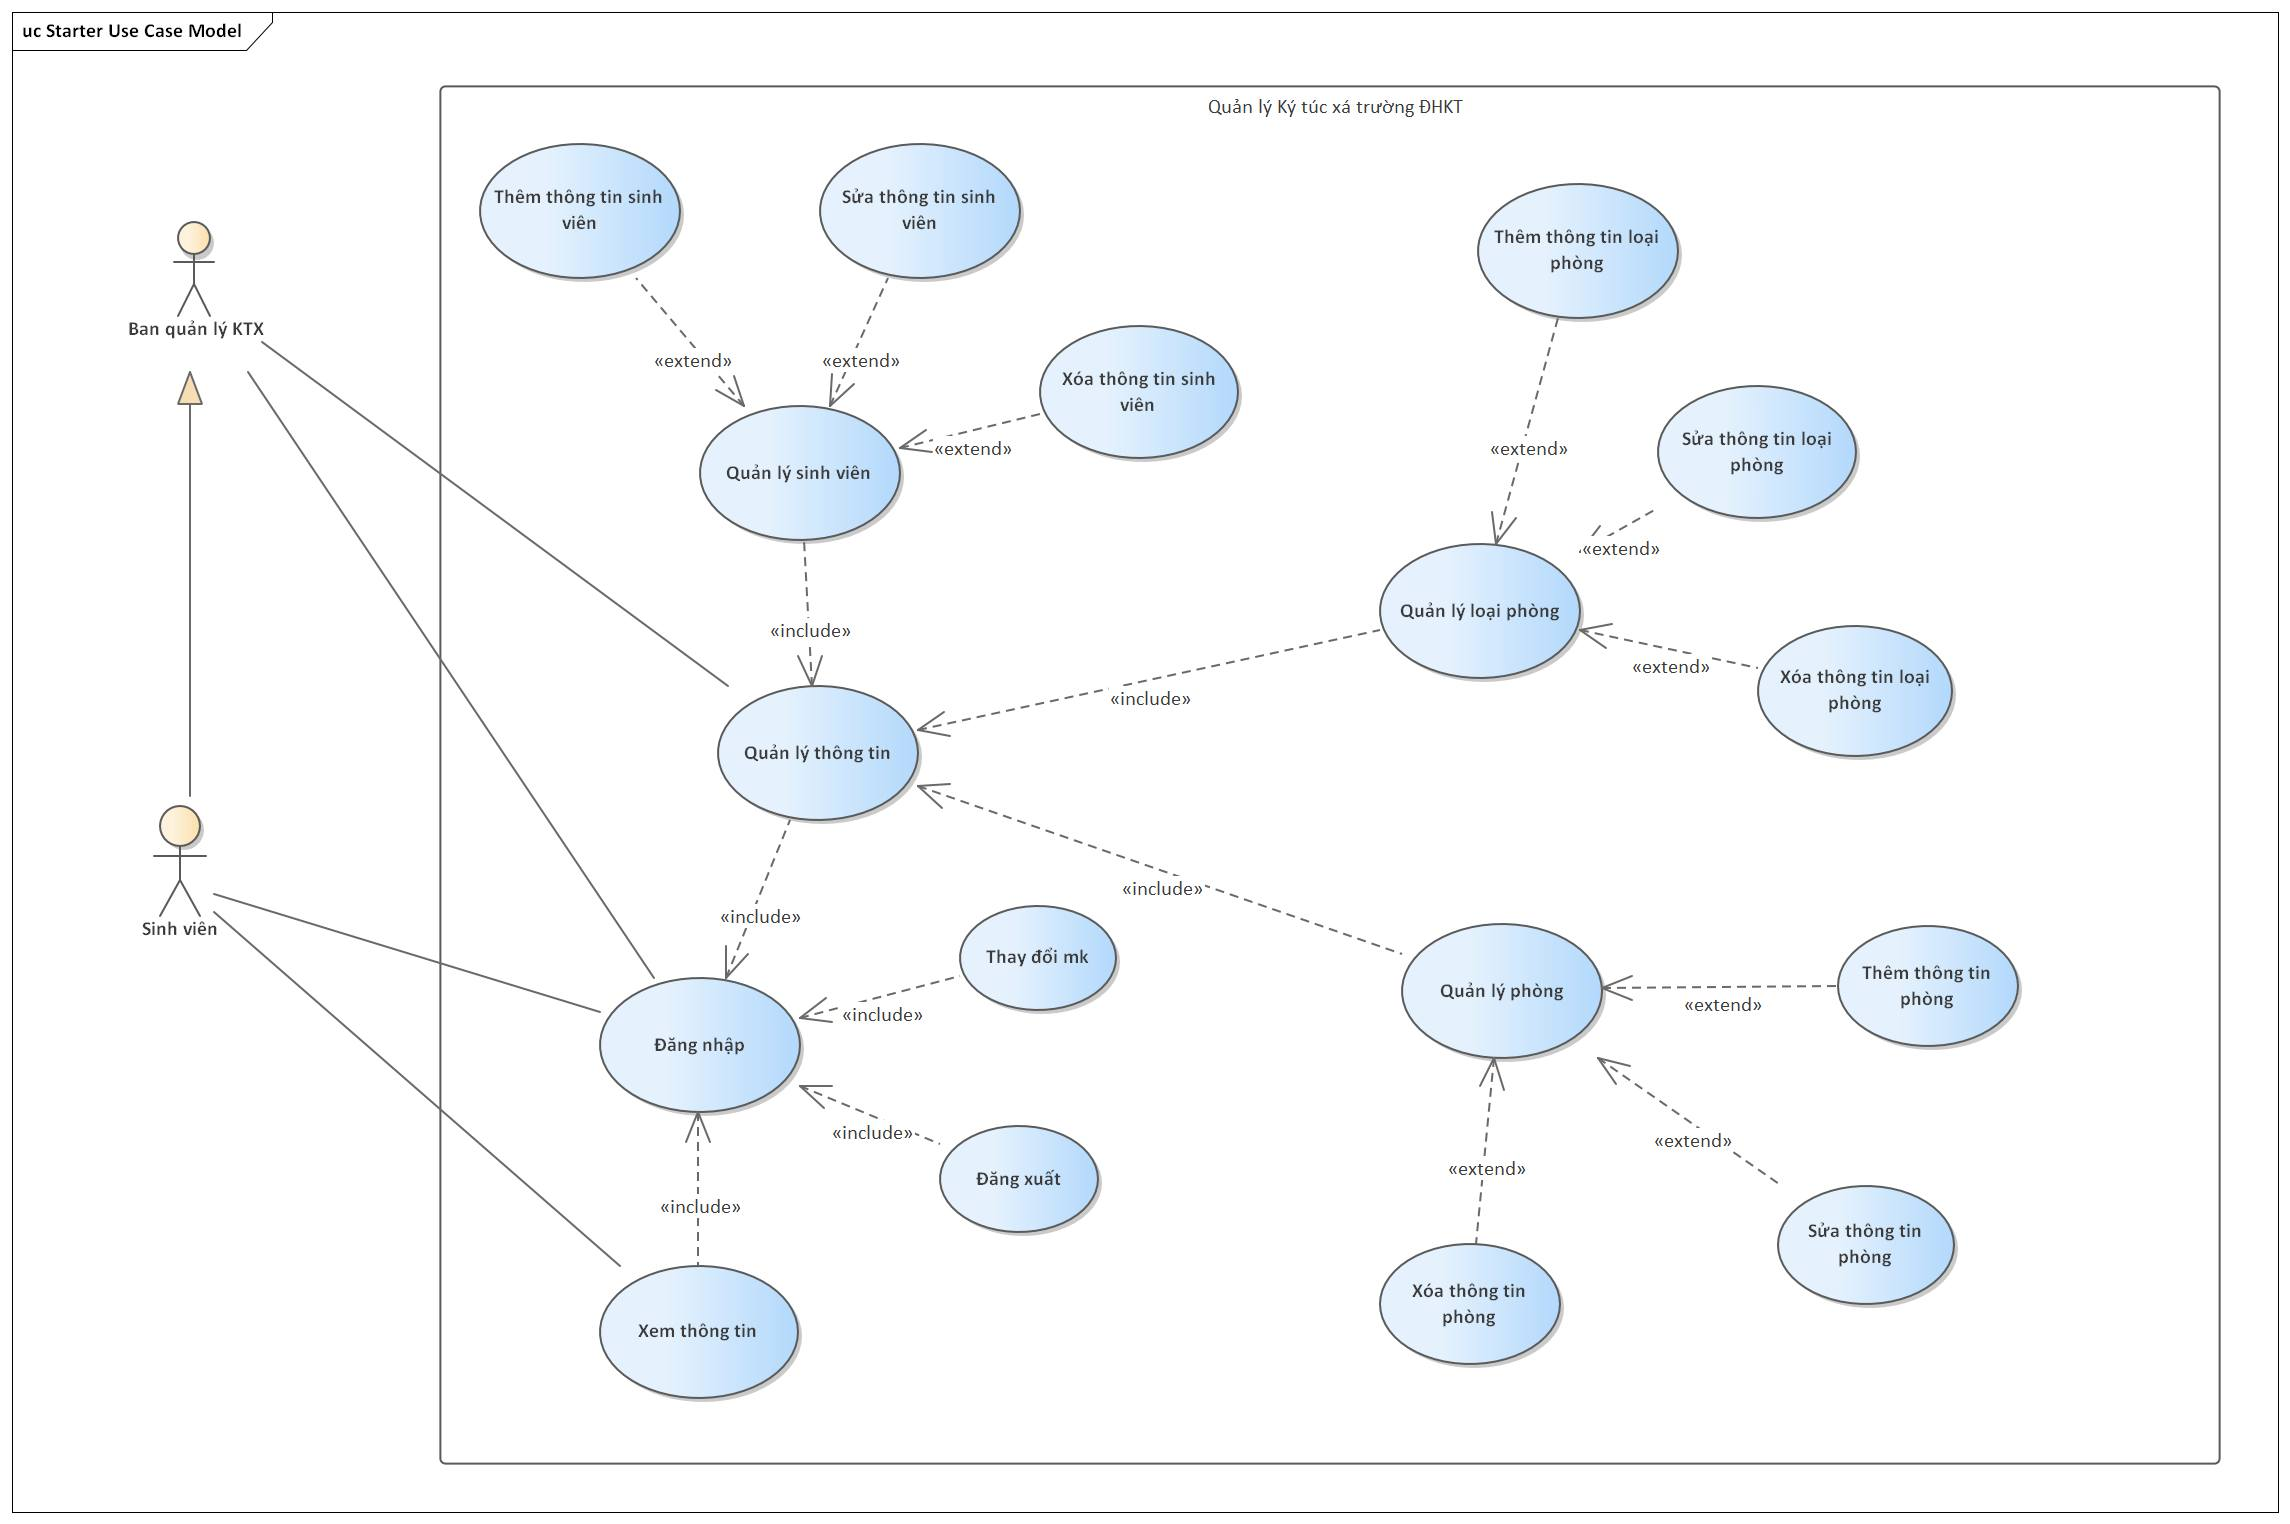 uc Starter Use Case Model
Quản lý Ký túc xá trường ĐHKT
Thêm thông tin sinh
viên
Sửa thông tin sinh
viên
Thêm thông tin loại
phòng
Ban quản lý KTX
«extend»
«extend»
Xóa thông tin sinh
viên
«extend»
Quản lý sinh viên
«extend»
Sửa thông tin loại
phòng
«extend»
Quản lý loại phòng
«include»
«extend»
Xóa thông tin loại
phòng
«include»
Quản lý thông tin
«include»
Sinh viên
«include»
Thay đổi mk
«include»
Quản lý phòng
Thêm thông tin
phòng
«extend»
Đăng nhập
«include»
Đăng xuất
«extend»
«extend»
«include»
Sửa thông tin
phòng
Xóa thông tin
phòng
Xem thông tin